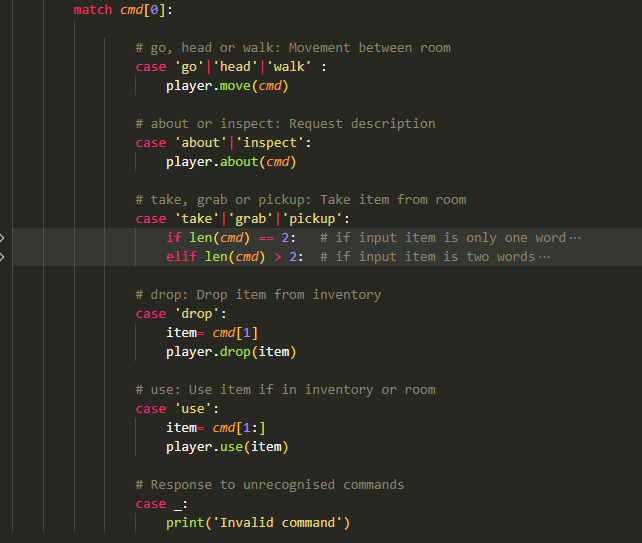 match cmd[0]:
# go, head or walk: Movement between room
case 'go'|'head'|'walk' :
player.move(cmd)
# about or inspect: Request description
case 'about'|'inspect':
player.about(cmd)
# take, grab or pickup: Take item from room
case 'take'|'grab'|'pickup':
if len(cmd) == 2:   # if input item is only one word…
elif len(cmd) > 2:  # if input item is two words…
# drop: Drop item from inventory
case 'drop':
item= cmd[1]
player.drop(item)
# use: Use item if in inventory or room
case 'use':
item= cmd[1:]
player.use(item)
# Response to unrecognised commands
case _:
print('Invalid command')